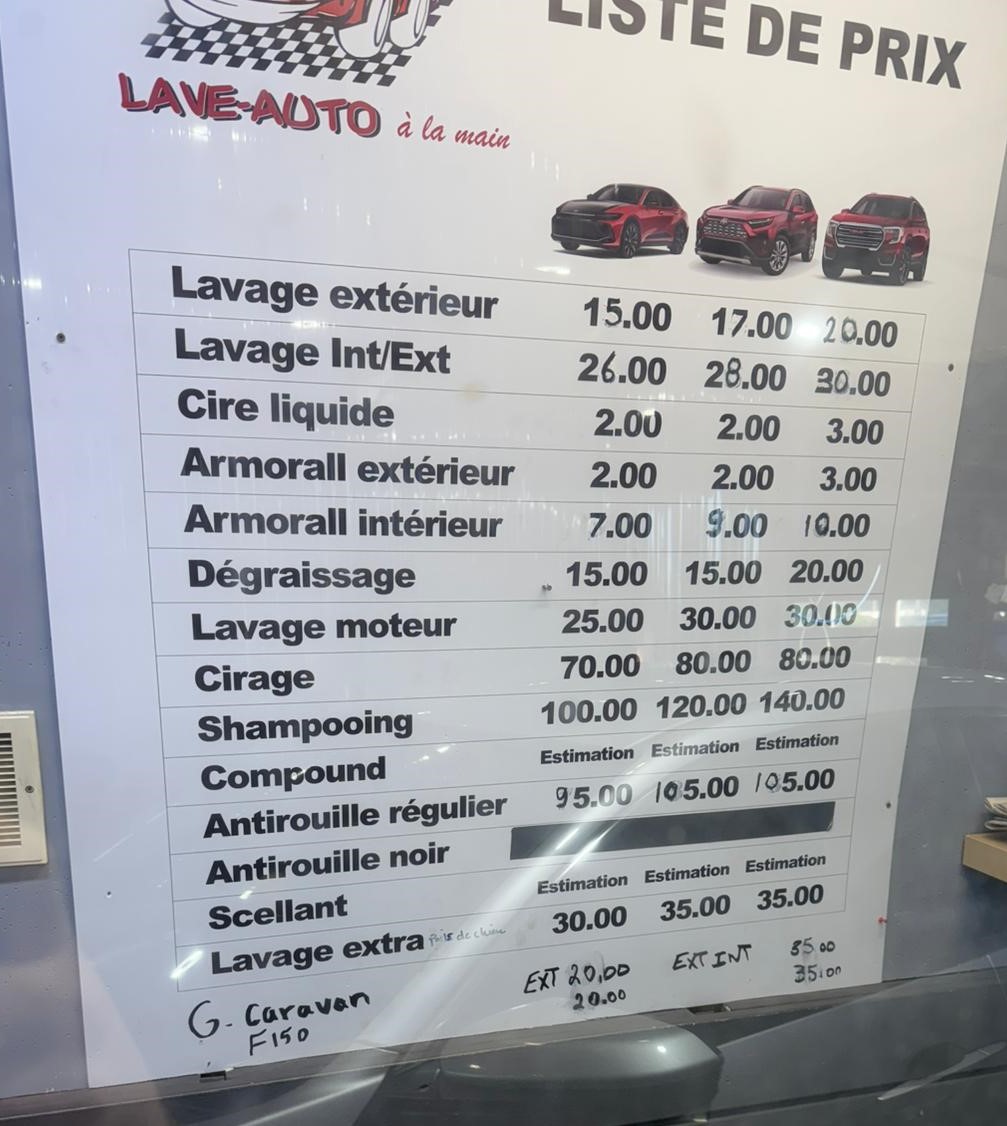 LISTE DE PRIX
LAVE-AUTO à la main
Lavage extérieur 15.00 17.00 20.00
Lavage Int/Ext 26.00 28.00 30.00
Cire liquide 2.00 2.00 3.00
Armorall extérieur 2.00 2.00 3.00
Armorall intérieur 7.00 9.00 10.00
Dégraissage 15.00 15.00 20.00
Lavage moteur 25.00 30.00 30.00
Cirage 70.00 80.00 80.00
Shampooing 100.00 120.00 140.00
Compound Estimation Estimation Estimation
Antirouille régulier 95.00 105.00 105.00
Antirouille noir
Scellant Estimation Estimation Estimation
Lavage extra Poils de chien 30.00 35.00 35.00
G. Caravan EXT 20,00 EXT INT 35.00
F150 20.00 35.00